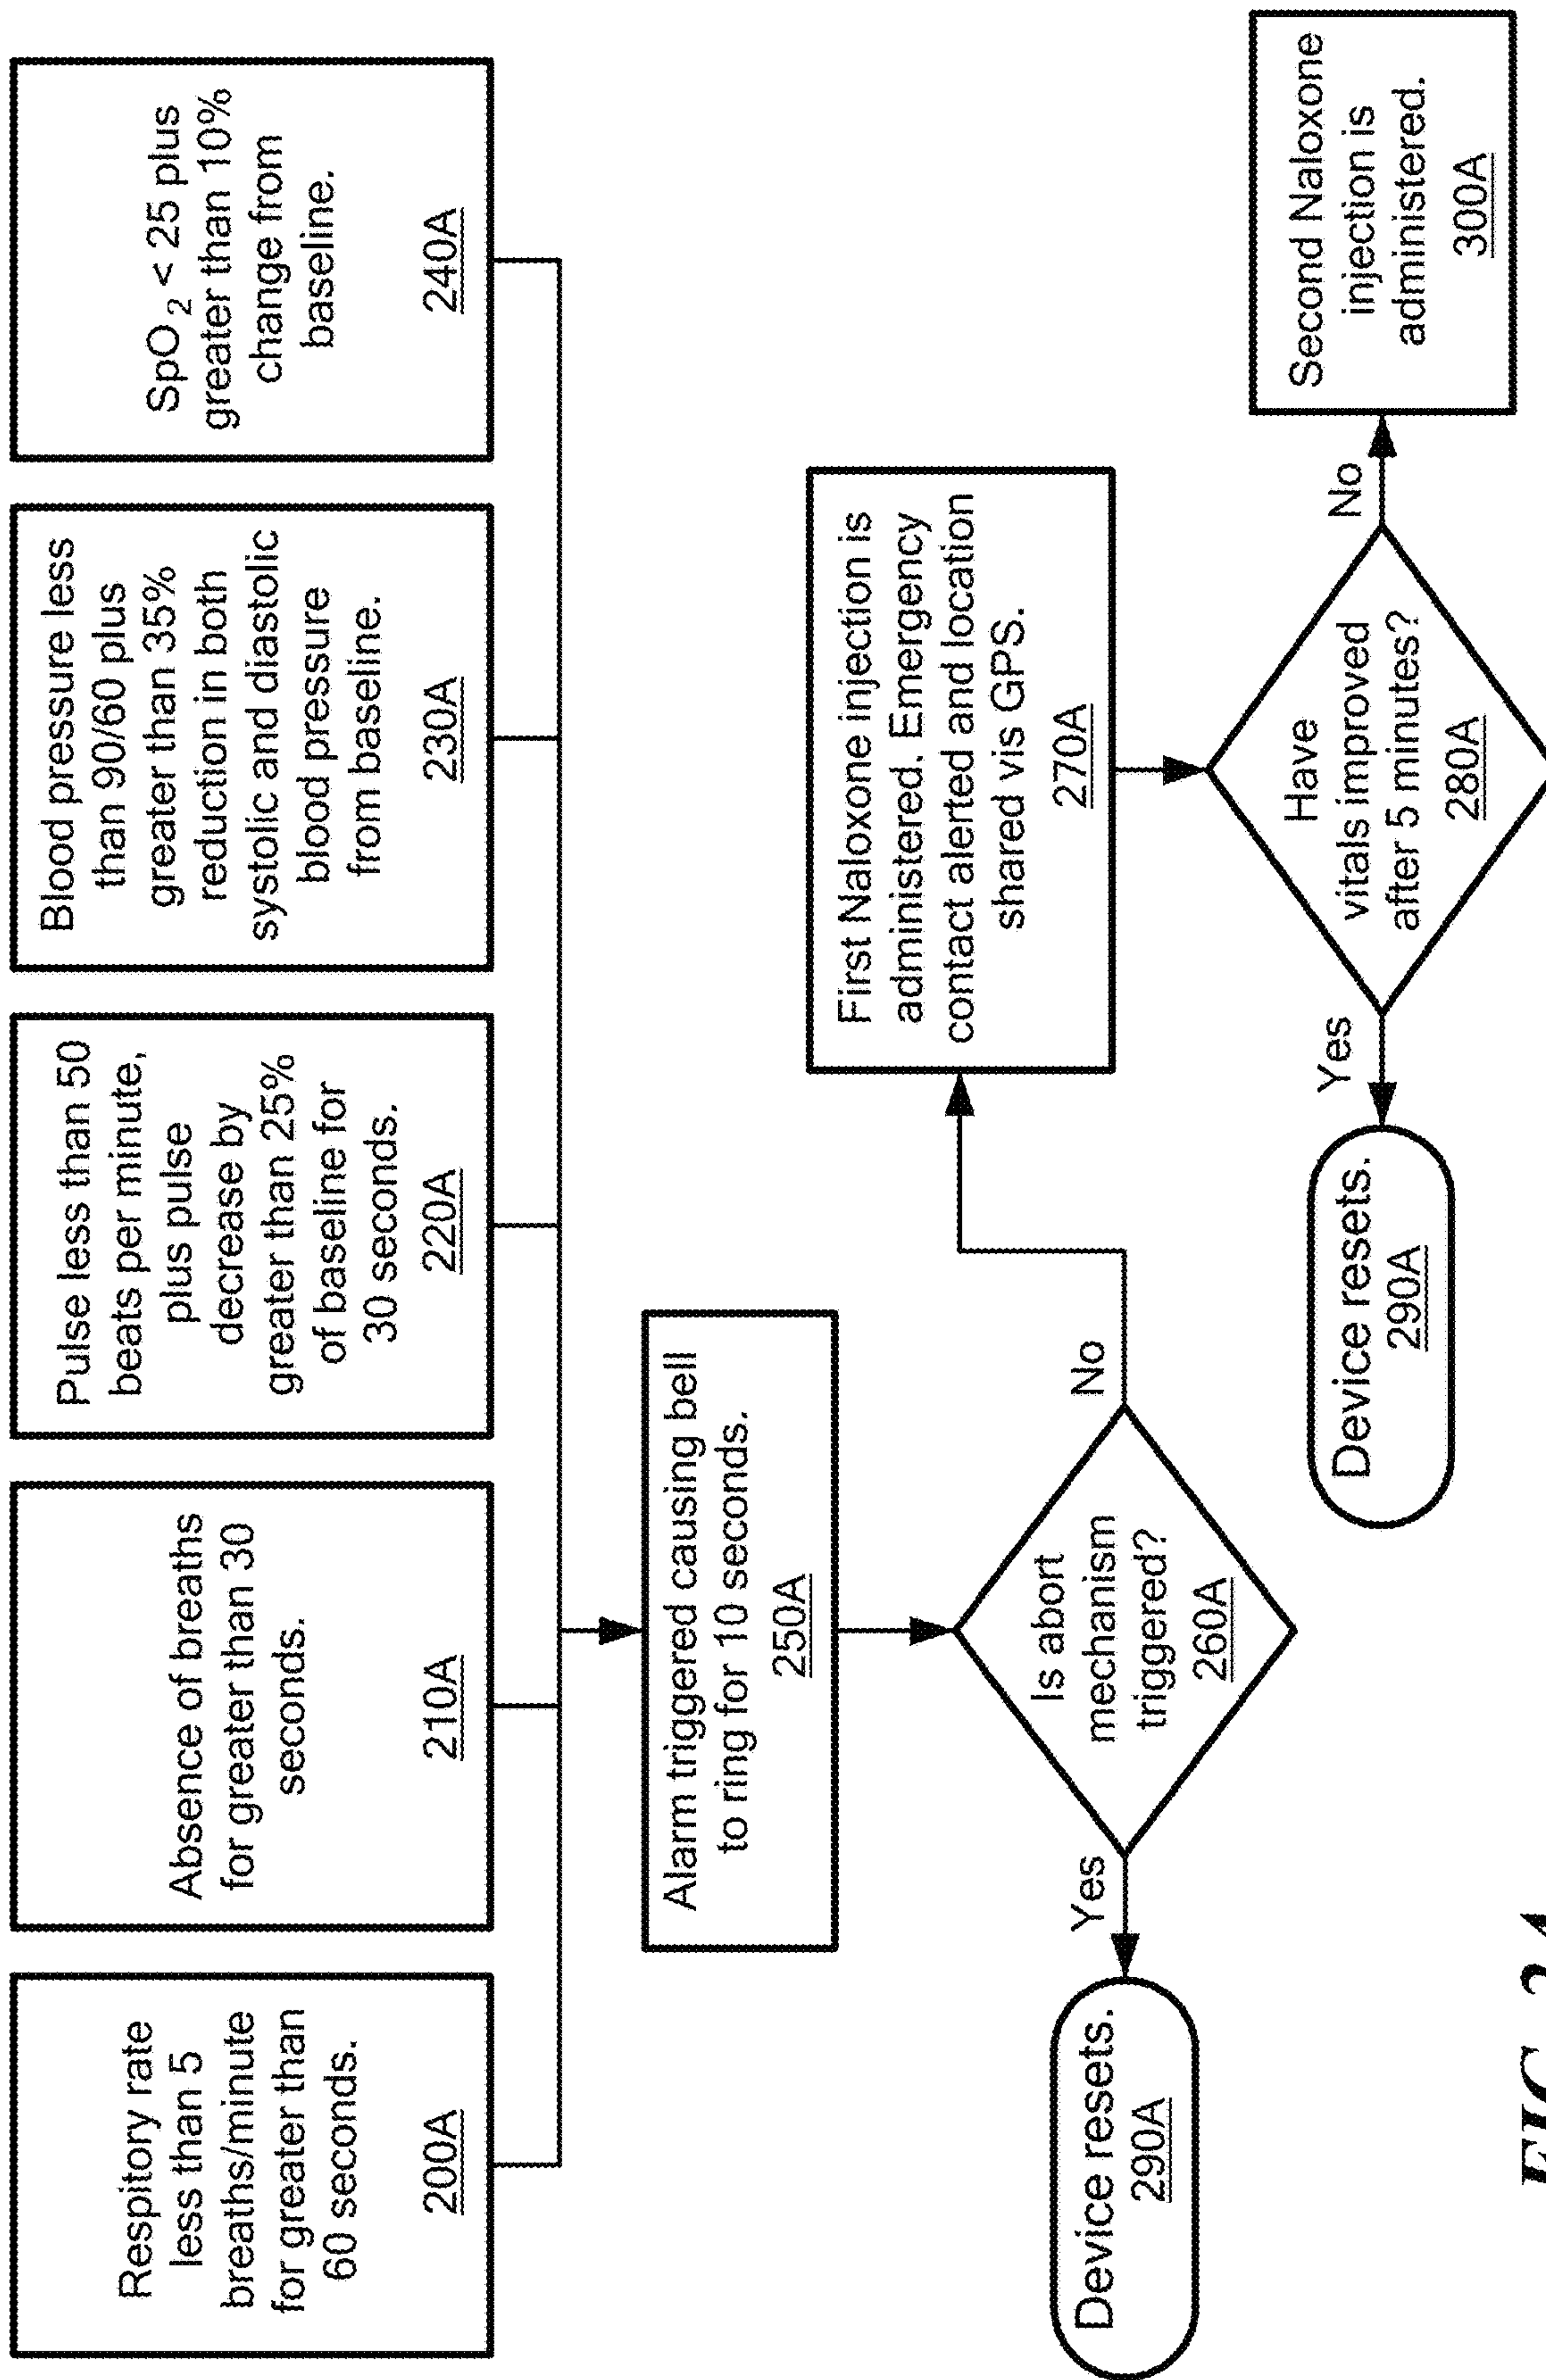 Respitory rate
less than 5
breaths/minute
for greater than
60 seconds.
200A
Absence of breaths
for greater than 30
seconds.
210A
Pulse less than 50
beats per minute,
plus pulse
decrease by
greater than 25%
of baseline for
30 seconds.
220A
Blood pressure less
than 90/60 plus
greater than 35%
reduction in both
systolic and diastolic
blood pressure
from baseline.
230A
SpO₂ < 25 plus
greater than 10%
change from
baseline.
240A
Alarm triggered causing bell
to ring for 10 seconds.
250A
Is abort
mechanism
triggered?
260A
Yes
No
Device resets.
290A
First Naloxone injection is
administered. Emergency
contact alerted and location
shared vis GPS.
270A
Have
vitals improved
after 5 minutes?
280A
Yes
No
Device resets.
290A
Second Naloxone
injection is
administered.
300A
FIG. 2A